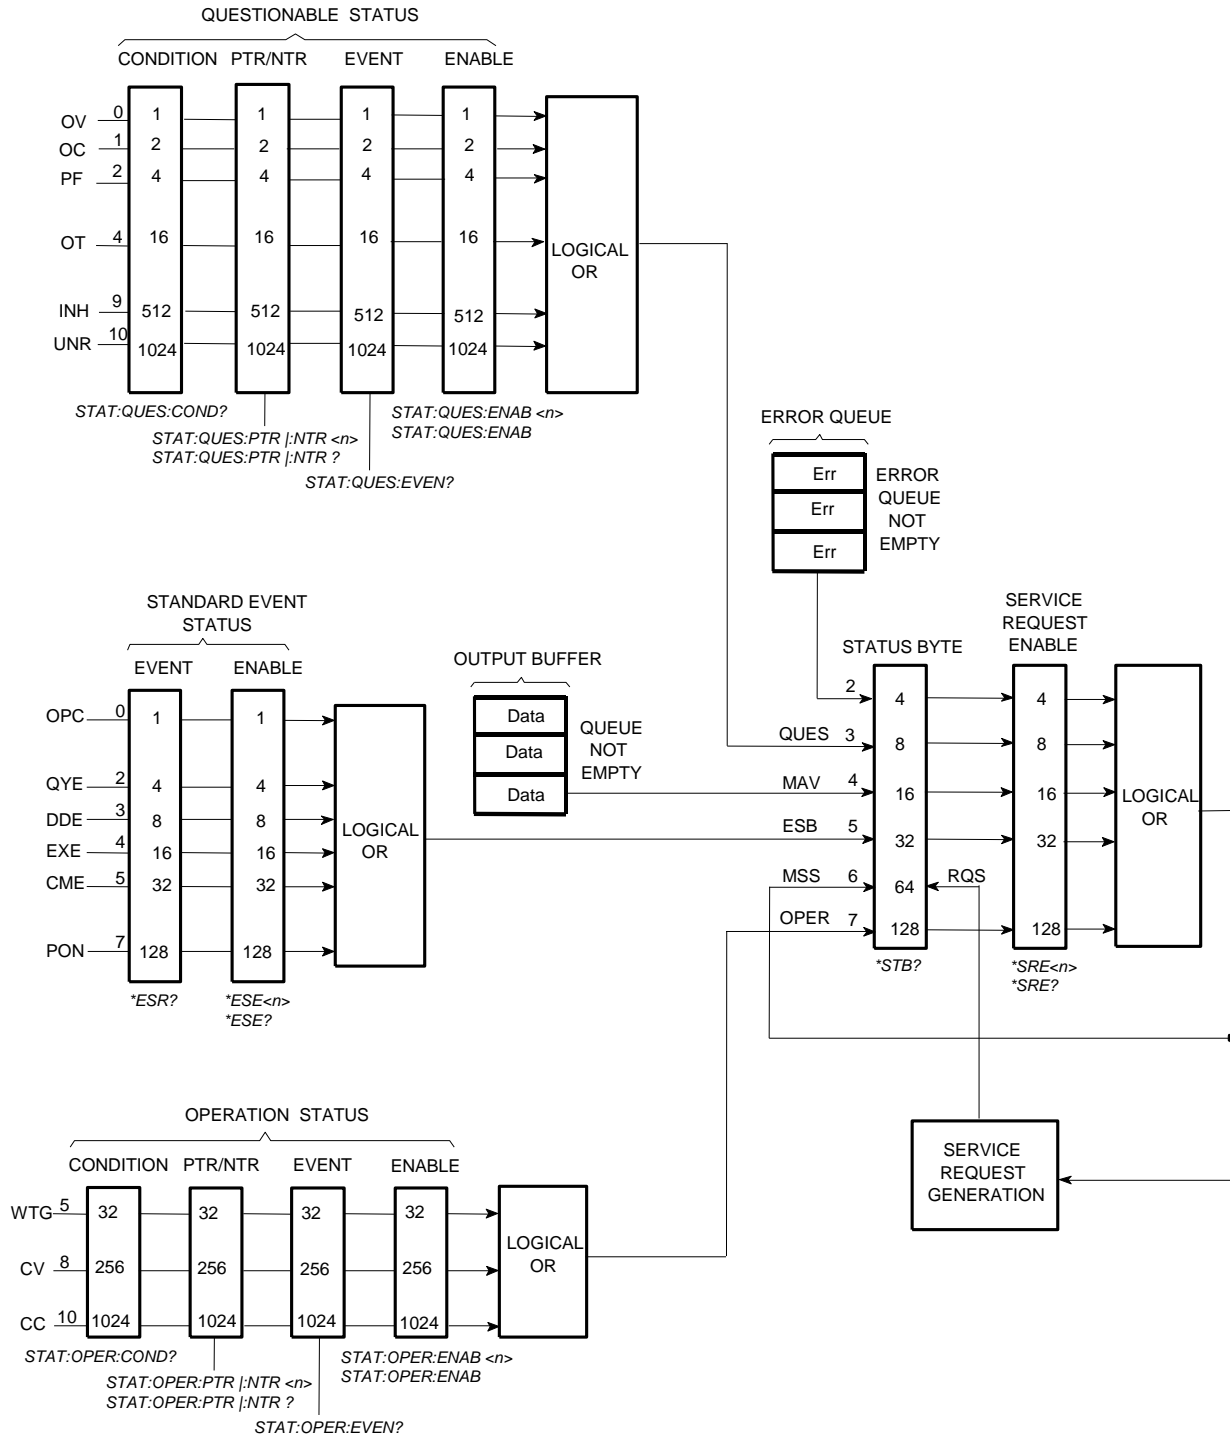 QUESTIONABLE STATUS
CONDITION PTR/NTR EVENT ENABLE
OV 0 1 1 1 1
OC 1 2 2 2 2
PF 2 4 4 4 4
OT 4 16 16 16 16
LOGICAL
OR
INH 9 512 512 512 512
UNR 10 1024 1024 1024 1024
STAT:QUES:COND?
STAT:QUES:PTR |:NTR <n>
STAT:QUES:PTR |:NTR ?
STAT:QUES:EVEN?
STAT:QUES:ENAB <n>
STAT:QUES:ENAB
ERROR QUEUE
Err
Err
Err
ERROR
QUEUE
NOT
EMPTY
STANDARD EVENT
STATUS
EVENT ENABLE
OPC 0 1 1
QYE 2 4 4
DDE 3 8 8
EXE 4 16 16
CME 5 32 32
PON 7 128 128
LOGICAL
OR
*ESR?
*ESE<n>
*ESE?
OUTPUT BUFFER
Data
Data
Data
QUEUE
NOT
EMPTY
STATUS BYTE
SERVICE
REQUEST
ENABLE
2 4 4
QUES 3 8 8
MAV 4 16 16
ESB 5 32 32
MSS 6 64 RQS
OPER 7 128 128
LOGICAL
OR
*STB?
*SRE<n>
*SRE?
SERVICE
REQUEST
GENERATION
OPERATION STATUS
CONDITION PTR/NTR EVENT ENABLE
WTG 5 32 32 32 32
CV 8 256 256 256 256
CC 10 1024 1024 1024 1024
LOGICAL
OR
STAT:OPER:COND?
STAT:OPER:PTR |:NTR <n>
STAT:OPER:PTR |:NTR ?
STAT:OPER:EVEN?
STAT:OPER:ENAB <n>
STAT:OPER:ENAB